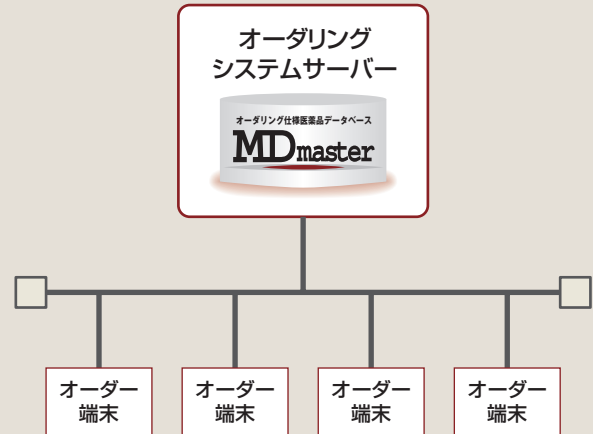 オーダリング
システムサーバー
オーダリング仕様医薬品データベース
MDmaster
オーダー
端末
オーダー
端末
オーダー
端末
オーダー
端末